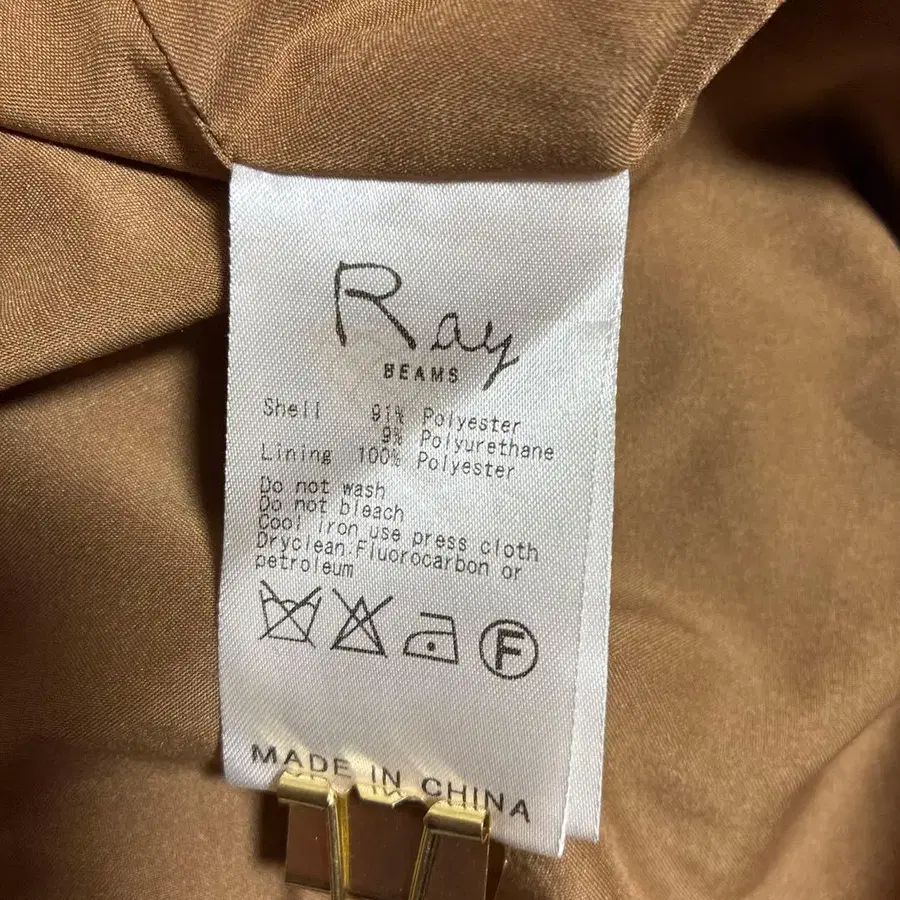 Ray
BEAMS
Shell 91% Polyester
9% Polyurethane
Lining 100% Polyester
Do not wash
Do not bleach
Cool iron use press cloth
Dryclean:Fluorocarbon or
petroleum
F
MADE IN CHINA